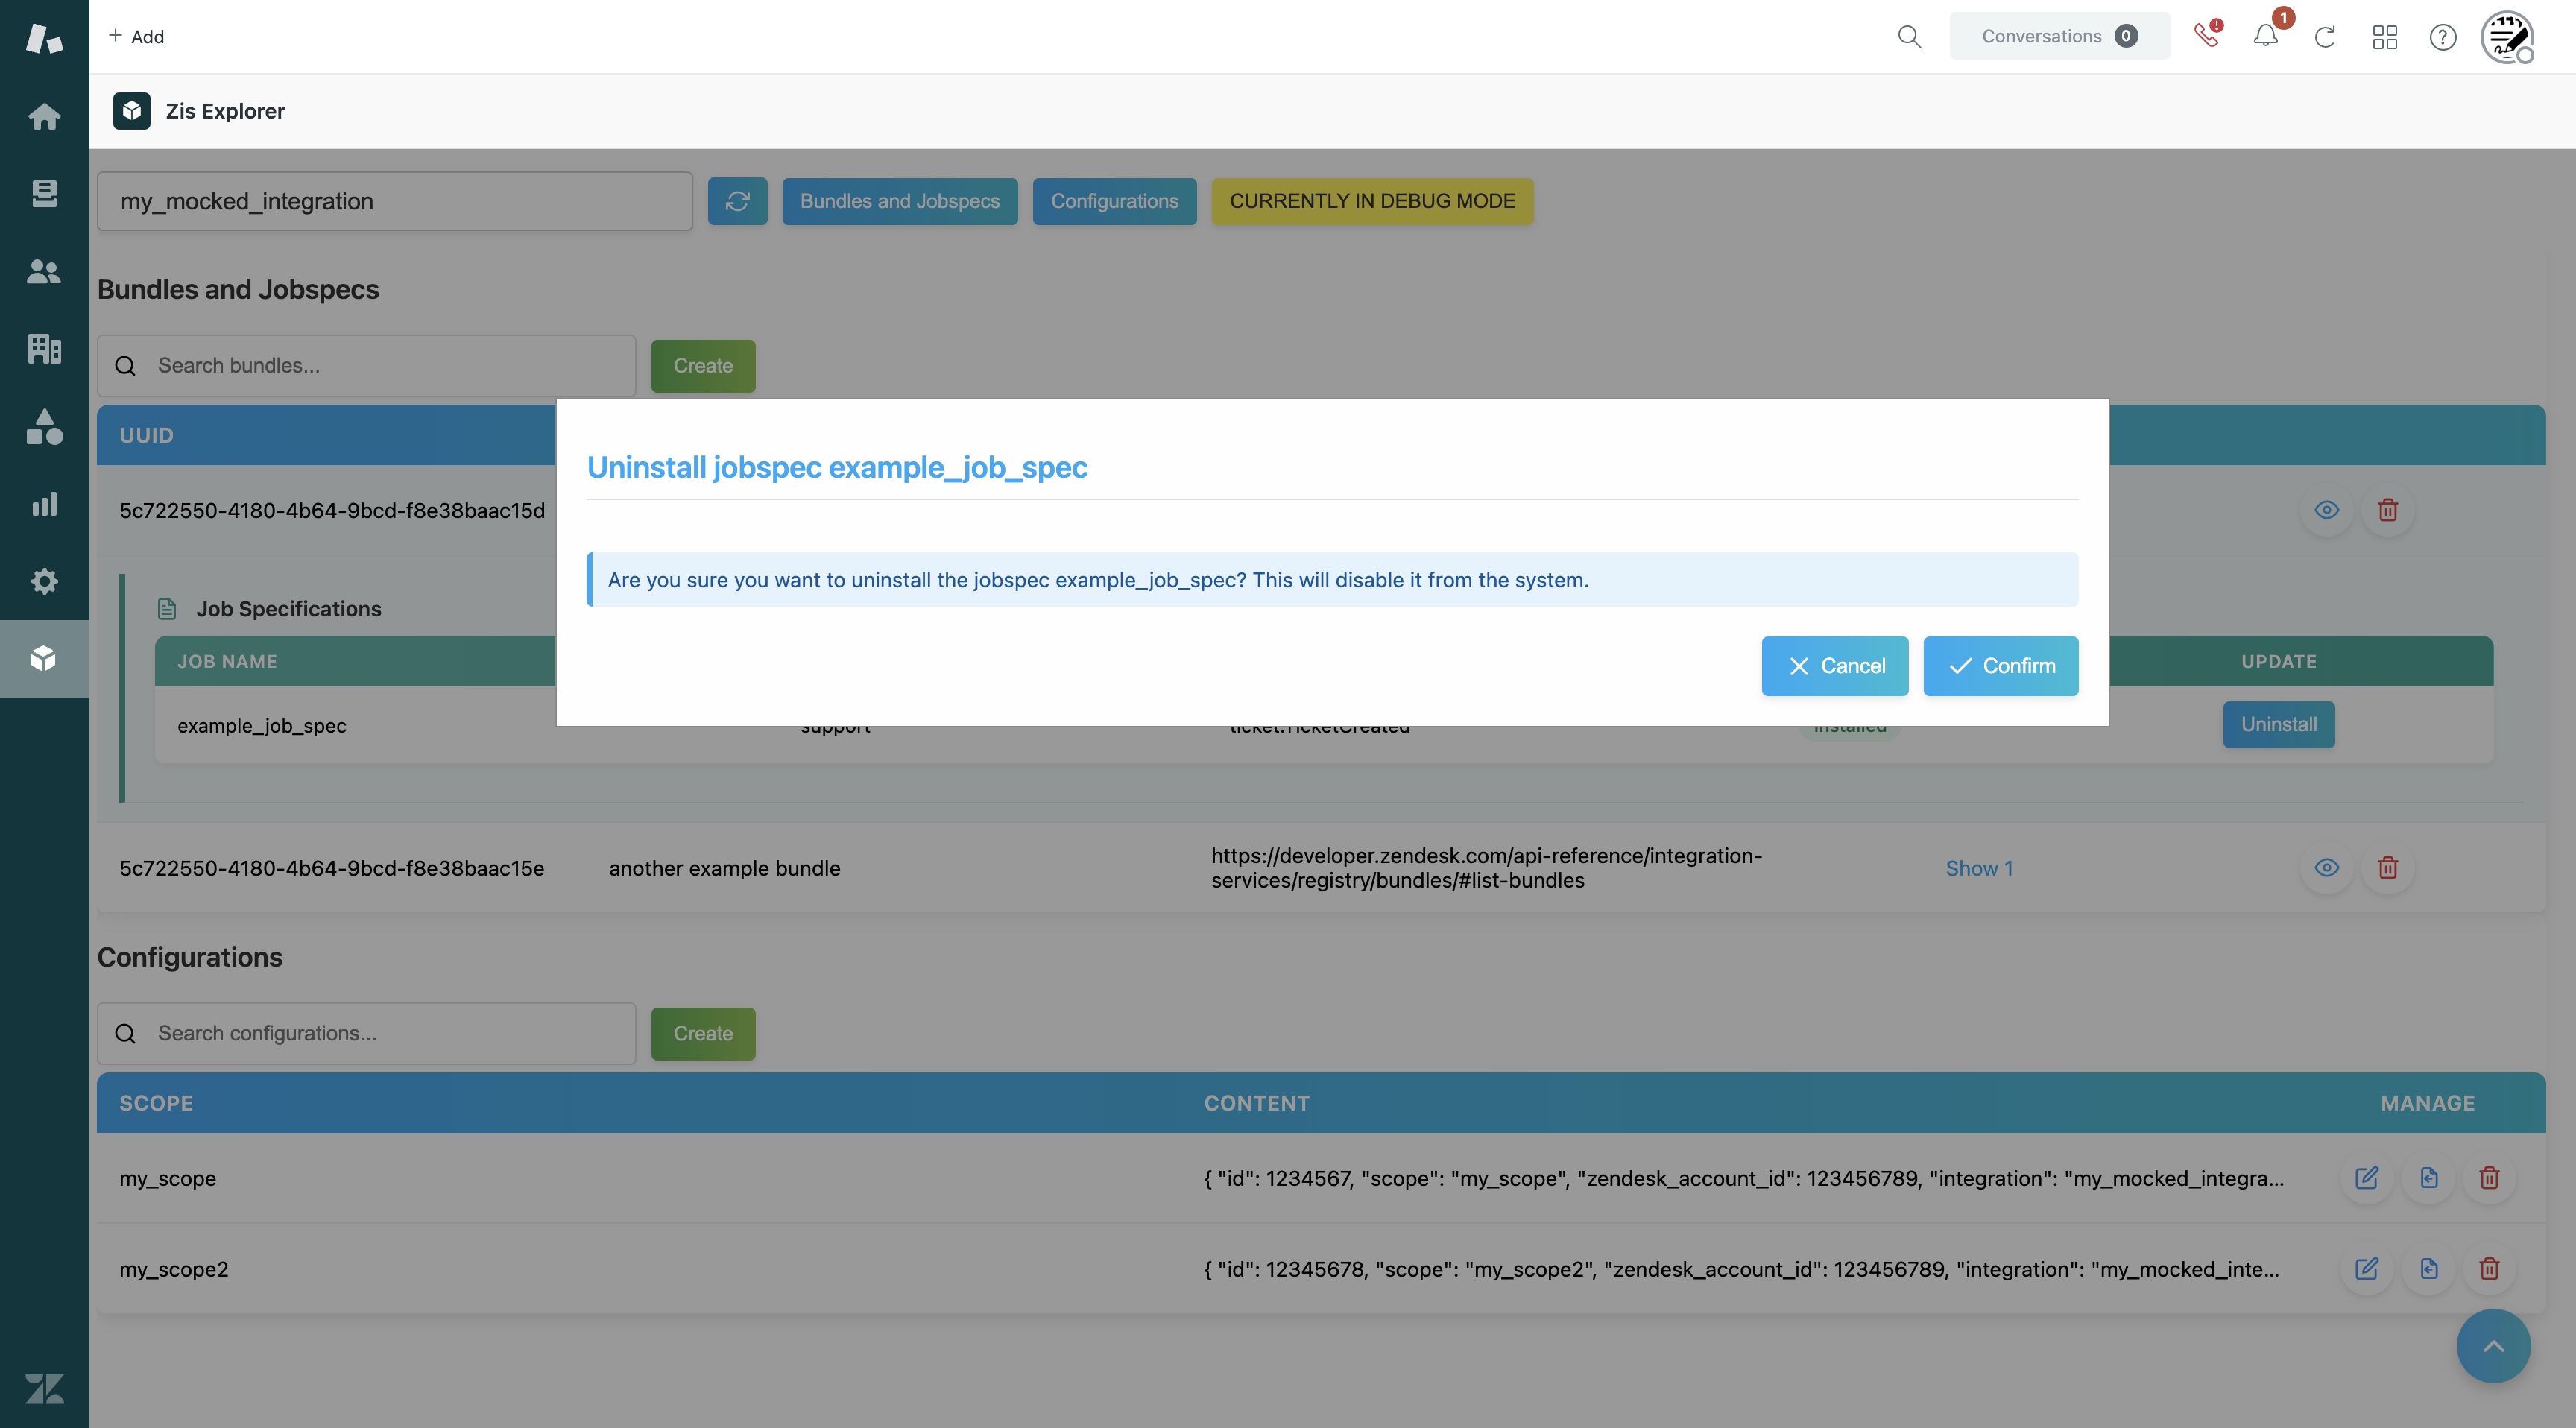 Add
Conversations 0
1
Zis Explorer
my_mocked_integration
Bundles and Jobspecs
Configurations
CURRENTLY IN DEBUG MODE
Bundles and Jobspecs
Search bundles...
Create
UUID
5c722550-4180-4b64-9bcd-f8e38baac15d
Uninstall jobspec example_job_spec
Are you sure you want to uninstall the jobspec example_job_spec? This will disable it from the system.
Cancel
Confirm
Job Specifications
JOB NAME
UPDATE
example_job_spec
support
ticket.TicketCreated
Installed
Uninstall
5c722550-4180-4b64-9bcd-f8e38baac15e
another example bundle
https://developer.zendesk.com/api-reference/integration-
services/registry/bundles/#list-bundles
Show 1
Configurations
Search configurations...
Create
SCOPE
CONTENT
MANAGE
my_scope
{ "id": 1234567, "scope": "my_scope", "zendesk_account_id": 123456789, "integration": "my_mocked_integra...
my_scope2
{ "id": 12345678, "scope": "my_scope2", "zendesk_account_id": 123456789, "integration": "my_mocked_inte...